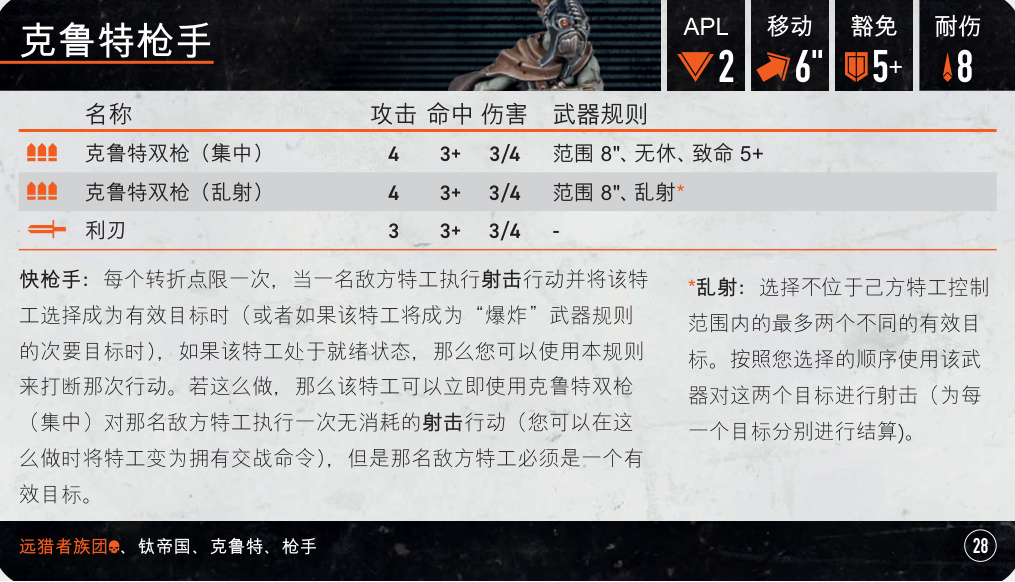 克鲁特枪手
APL 移动 豁免 耐伤
2 6" 5+ 8
名称 攻击 命中 伤害 武器规则
克鲁特双枪（集中） 4 3+ 3/4 范围 8"、无休、致命 5+
克鲁特双枪（乱射） 4 3+ 3/4 范围 8"、乱射*
利刃 3 3+ 3/4 -
快枪手：每个转折点限一次，当一名敌方特工执行射击行动并将该特
工选择成为有效目标时（或者如果该特工将成为“爆炸”武器规则
的次要目标时），如果该特工处于就绪状态，那么您可以使用本规则
来打断那次行动。若这么做，那么该特工可以立即使用克鲁特双枪
（集中）对那名敌方特工执行一次无消耗的射击行动（您可以在这
么做时将特工变为拥有交战命令），但是那名敌方特工必须是一个有
效目标。
*乱射：选择不位于己方特工控制
范围内的最多两个不同的有效目
标。按照您选择的顺序使用该武
器对这两个目标进行射击（为每
一个目标分别进行结算)。
远猎者族团、钛帝国、克鲁特、枪手
28